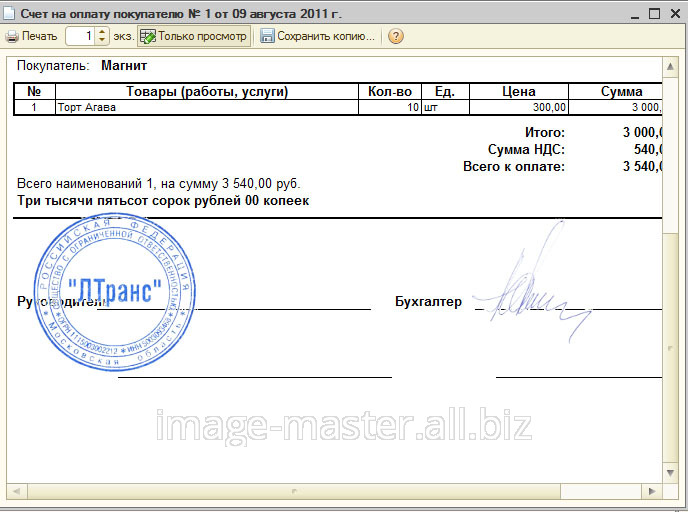 Счет на оплату покупателю № 1 от 09 августа 2011 г.
Печать 1 экз. Только просмотр Сохранить копию... ?
Покупатель: Магнит
№ Товары (работы, услуги) Кол-во Ед. Цена Сумма
1 Торт Агава 10 шт 300,00 3 000,
Итого: 3 000,0
Сумма НДС: 540,0
Всего к оплате: 3 540,0
Всего наименований 1, на сумму 3 540,00 руб.
Три тысячи пятьсот сорок рублей 00 копеек
РОССИЙСКАЯ ФЕДЕРАЦИЯ
ОБЩЕСТВО С ОГРАНИЧЕННОЙ ОТВЕТСТВЕННОСТЬЮ
"ЛТранс"
Московская область
Руководитель
Бухгалтер
image-master.all.biz